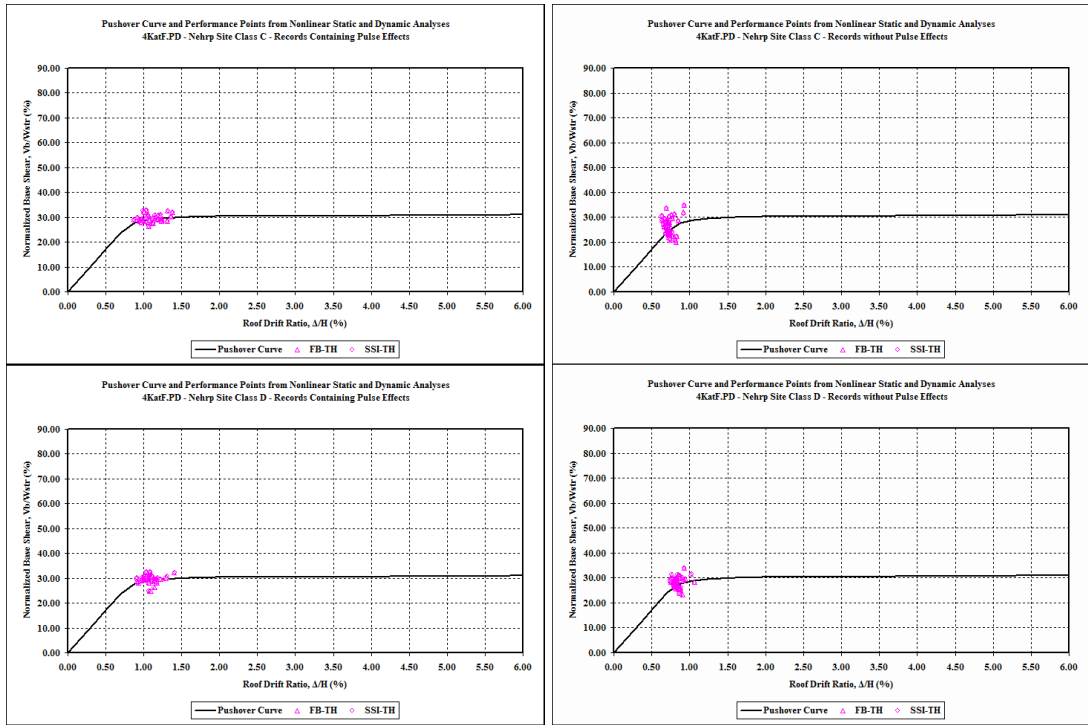 Pushover Curve and Performance Points from Nonlinear Static and Dynamic Analyses
4KatF.PD - Nehrp Site Class C - Records Containing Pulse Effects
Normalized Base Shear, Vb/Wstr (%)
90.00
80.00
70.00
60.00
50.00
40.00
30.00
20.00
10.00
0.00
0.00 0.50 1.00 1.50 2.00 2.50 3.00 3.50 4.00 4.50 5.00 5.50 6.00
Roof Drift Ratio, Δ/H (%)
Pushover Curve FB-TH SSI-TH
Pushover Curve and Performance Points from Nonlinear Static and Dynamic Analyses
4KatF.PD - Nehrp Site Class C - Records without Pulse Effects
Normalized Base Shear, Vb/Wstr (%)
90.00
80.00
70.00
60.00
50.00
40.00
30.00
20.00
10.00
0.00
0.00 0.50 1.00 1.50 2.00 2.50 3.00 3.50 4.00 4.50 5.00 5.50 6.00
Roof Drift Ratio, Δ/H (%)
Pushover Curve FB-TH SSI-TH
Pushover Curve and Performance Points from Nonlinear Static and Dynamic Analyses
4KatF.PD - Nehrp Site Class D - Records Containing Pulse Effects
Normalized Base Shear, Vb/Wstr (%)
90.00
80.00
70.00
60.00
50.00
40.00
30.00
20.00
10.00
0.00
0.00 0.50 1.00 1.50 2.00 2.50 3.00 3.50 4.00 4.50 5.00 5.50 6.00
Roof Drift Ratio, Δ/H (%)
Pushover Curve FB-TH SSI-TH
Pushover Curve and Performance Points from Nonlinear Static and Dynamic Analyses
4KatF.PD - Nehrp Site Class D - Records without Pulse Effects
Normalized Base Shear, Vb/Wstr (%)
90.00
80.00
70.00
60.00
50.00
40.00
30.00
20.00
10.00
0.00
0.00 0.50 1.00 1.50 2.00 2.50 3.00 3.50 4.00 4.50 5.00 5.50 6.00
Roof Drift Ratio, Δ/H (%)
Pushover Curve FB-TH SSI-TH